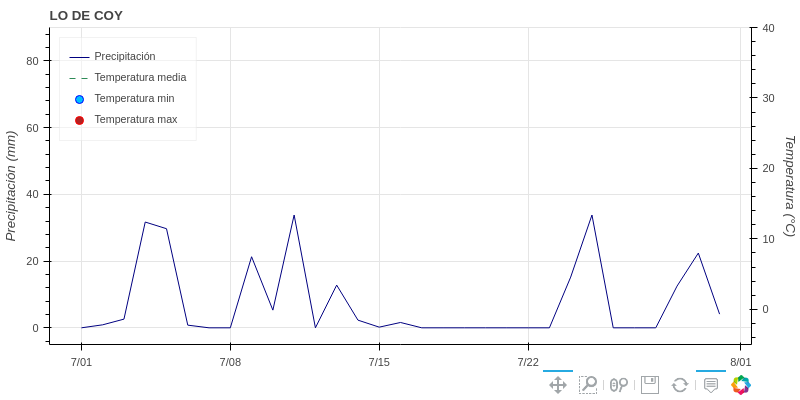 LO DE COY
Precipitación
Temperatura media
Temperatura min
Temperatura max
Precipitación (mm)
80
60
40
20
0
Temperatura (°C)
40
30
20
10
0
7/01
7/08
7/15
7/22
8/01